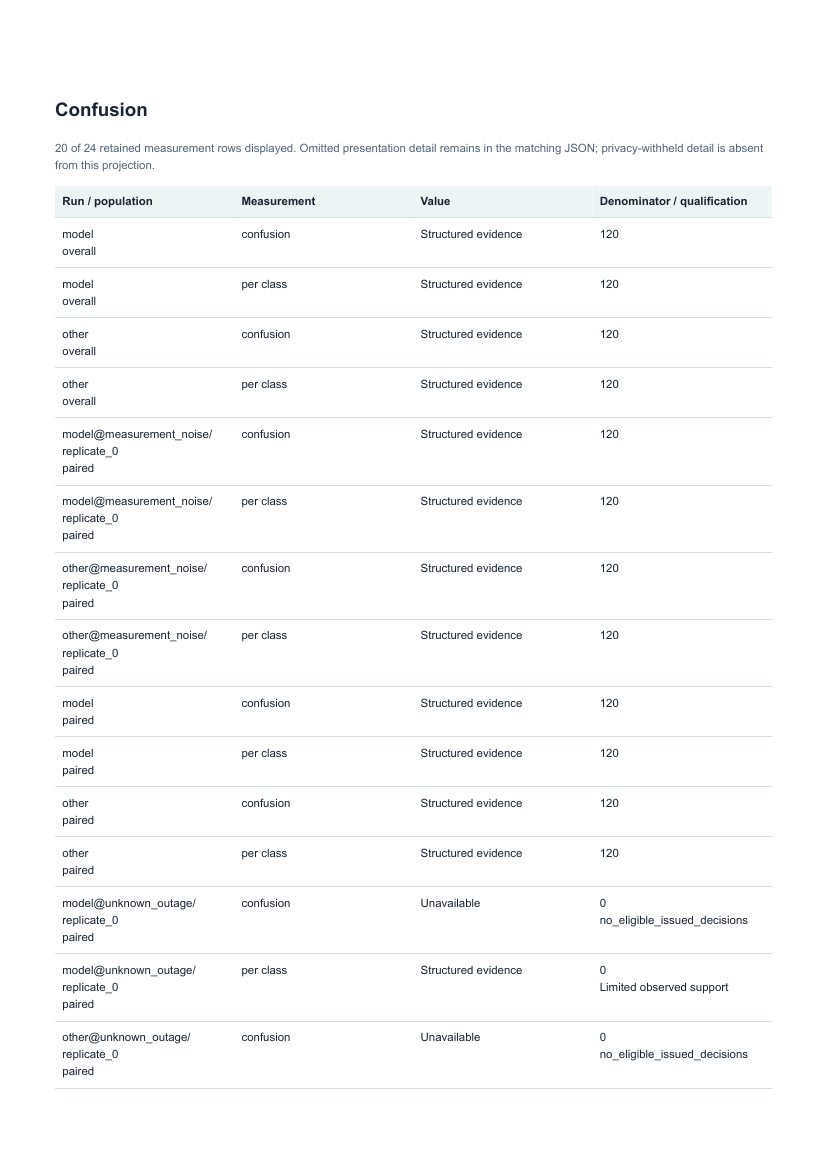 Confusion
20 of 24 retained measurement rows displayed. Omitted presentation detail remains in the matching JSON; privacy-withheld detail is absent
from this projection.
Run / population Measurement Value Denominator / qualification
model confusion Structured evidence 120
overall
model per class Structured evidence 120
overall
other confusion Structured evidence 120
overall
other per class Structured evidence 120
overall
model@measurement_noise/ confusion Structured evidence 120
replicate_0
paired
model@measurement_noise/ per class Structured evidence 120
replicate_0
paired
other@measurement_noise/ confusion Structured evidence 120
replicate_0
paired
other@measurement_noise/ per class Structured evidence 120
replicate_0
paired
model confusion Structured evidence 120
paired
model per class Structured evidence 120
paired
other confusion Structured evidence 120
paired
other per class Structured evidence 120
paired
model@unknown_outage/ confusion Unavailable 0
replicate_0 no_eligible_issued_decisions
paired
model@unknown_outage/ per class Structured evidence 0
replicate_0 Limited observed support
paired
other@unknown_outage/ confusion Unavailable 0
replicate_0 no_eligible_issued_decisions
paired